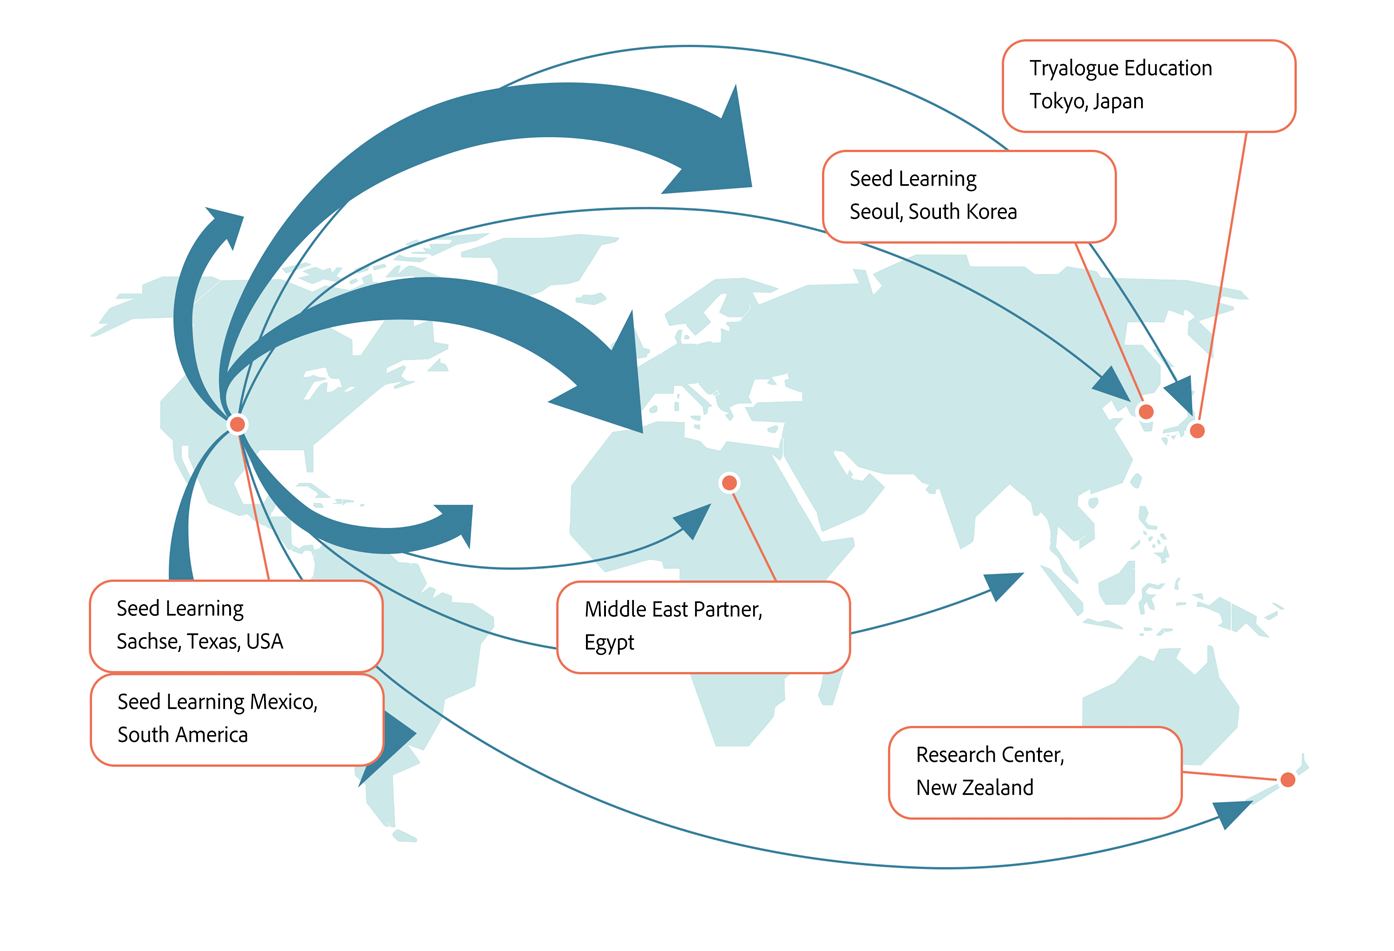 Tryalogue Education
Tokyo, Japan
Seed Learning
Seoul, South Korea
Seed Learning
Sachse, Texas, USA
Middle East Partner,
Egypt
Seed Learning Mexico,
South America
Research Center,
New Zealand